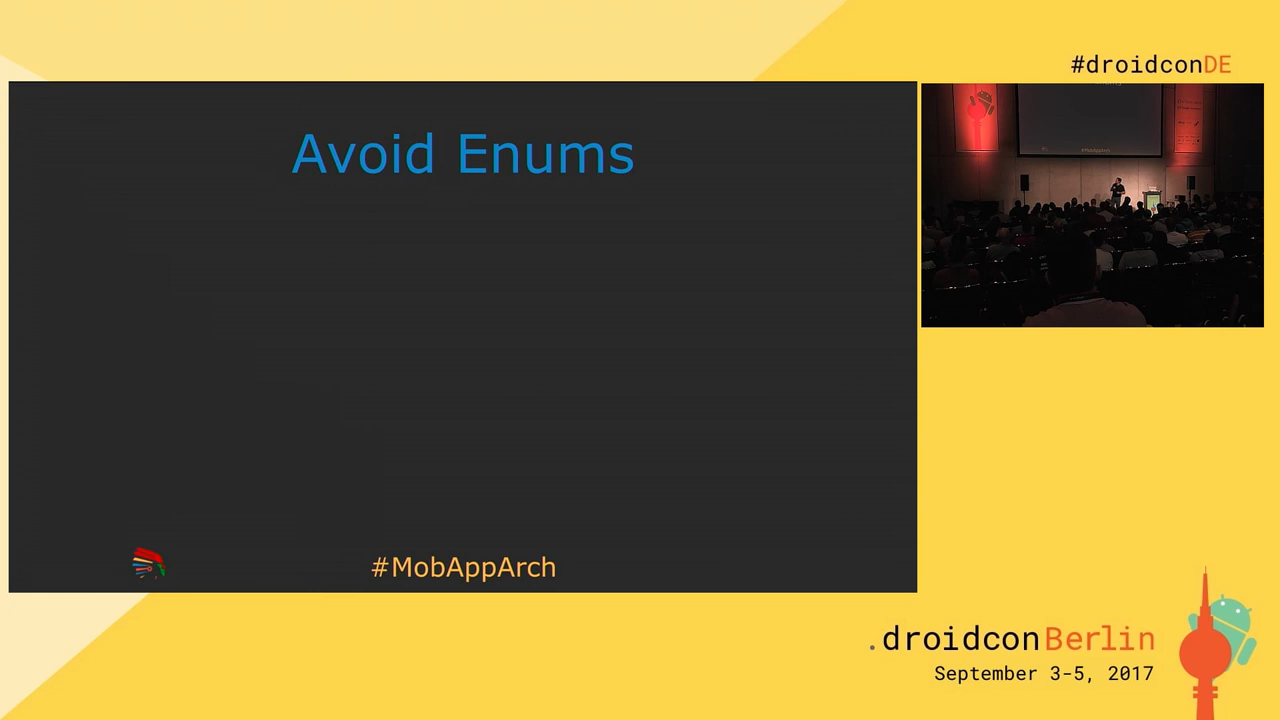 #droidconDE
Avoid Enums
#MobAppArch
.droidconBerlin
September 3-5, 2017